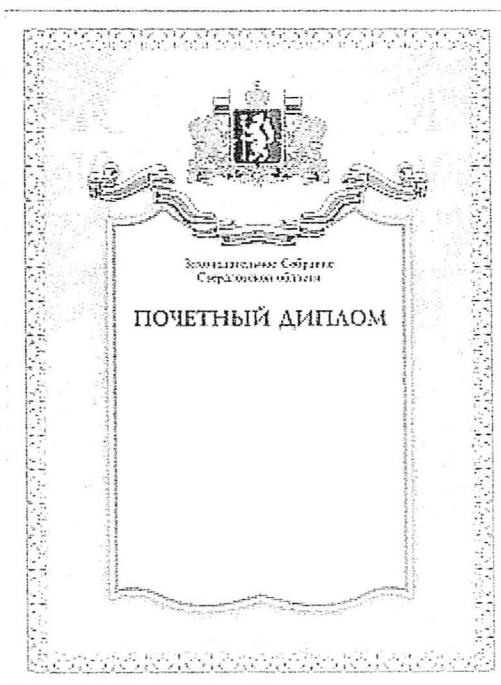 Законодательное Собрание
Свердловской области
ПОЧЕТНЫЙ ДИПЛОМ